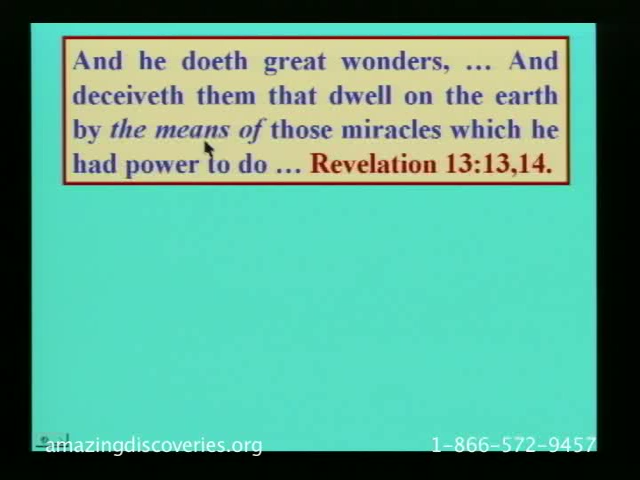 And he doeth great wonders, … And
deceiveth them that dwell on the earth
by the means of those miracles which he
had power to do … Revelation 13:13,14.
amazingdiscoveries.org
1-866-572-9457